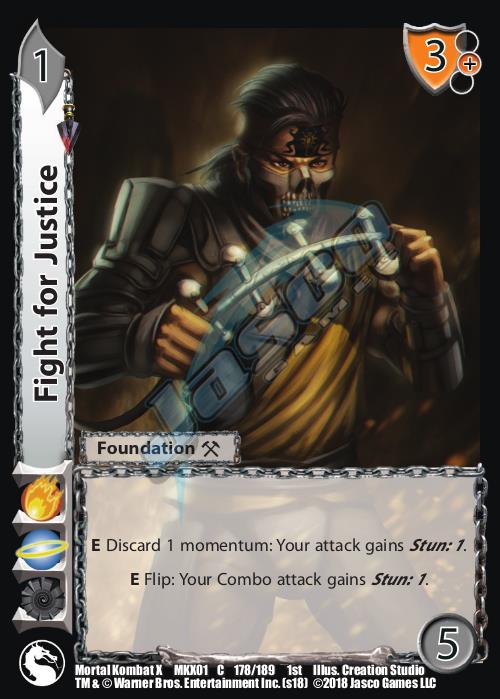 1
3
+
Fight for Justice
Jasco
GAMES
Foundation
E Discard 1 momentum: Your attack gains Stun: 1.
E Flip: Your Combo attack gains Stun: 1.
5
Mortal Kombat X MKX01 C 178/189 1st Illus. Creation Studio
TM & © Warner Bros. Entertainment Inc. (s18) ©2018 Jasco Games LLC